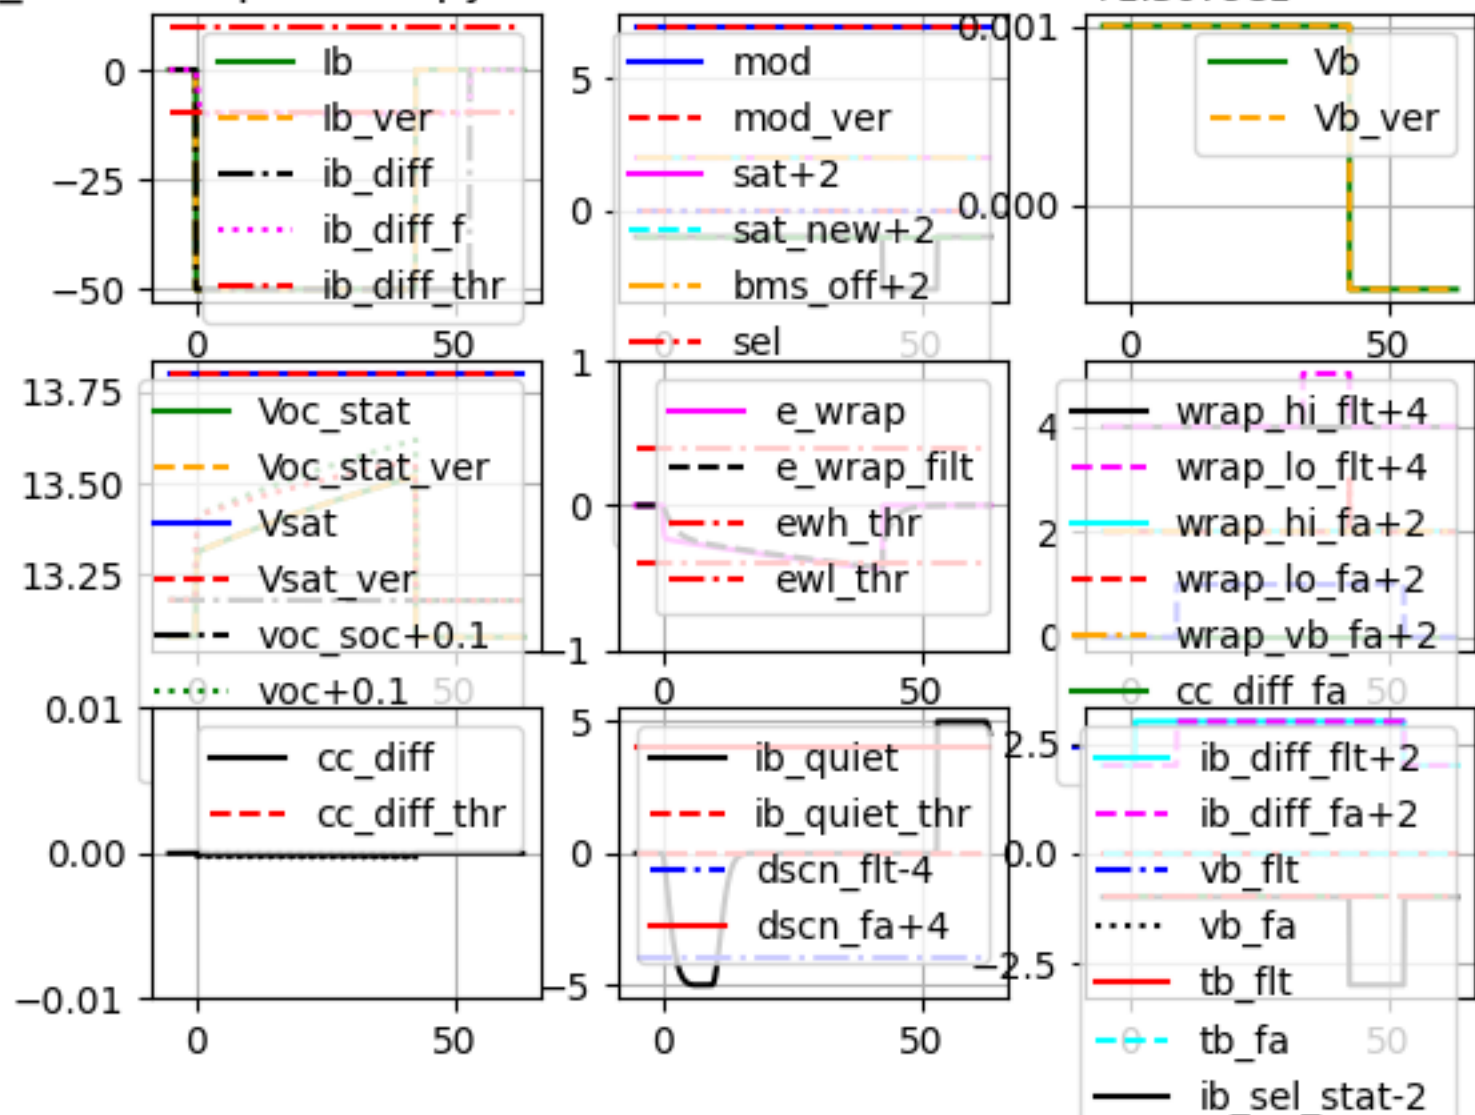 0.001
0
−25
−50
Ib
Ib_ver
ib_diff
ib_diff_f
ib_diff_thr
0 50
5
0
mod
mod_ver
sat+2
sat_new+2
bms_off+2
sel
0 50
0.000
Vb
Vb_ver
0 50
13.75
13.50
13.25
Voc_stat
Voc_stat_ver
Vsat
Vsat_ver
voc_soc+0.1
voc+0.1
0 50
1
0
−1
e_wrap
e_wrap_filt
ewh_thr
ewl_thr
0 50
4
2
0
wrap_hi_flt+4
wrap_lo_flt+4
wrap_hi_fa+2
wrap_lo_fa+2
wrap_vb_fa+2
cc_diff_fa
0 50
0.01
0.00
−0.01
cc_diff
cc_diff_thr
0 50
5
0
−5
ib_quiet
ib_quiet_thr
dscn_flt-4
dscn_fa+4
0 50
2.5
0.0
−2.5
ib_diff_flt+2
ib_diff_fa+2
vb_flt
vb_fa
tb_flt
tb_fa
ib_sel_stat-2
0 50